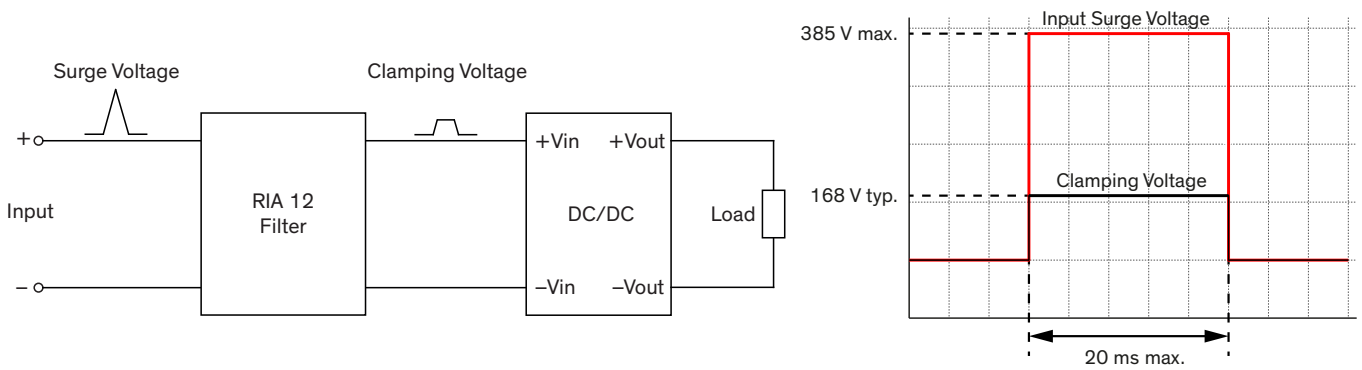 Surge Voltage
Clamping Voltage
+
Input
–
RIA 12
Filter
+Vin
+Vout
DC/DC
–Vin
–Vout
Load
Input Surge Voltage
385 V max.
Clamping Voltage
168 V typ.
20 ms max.